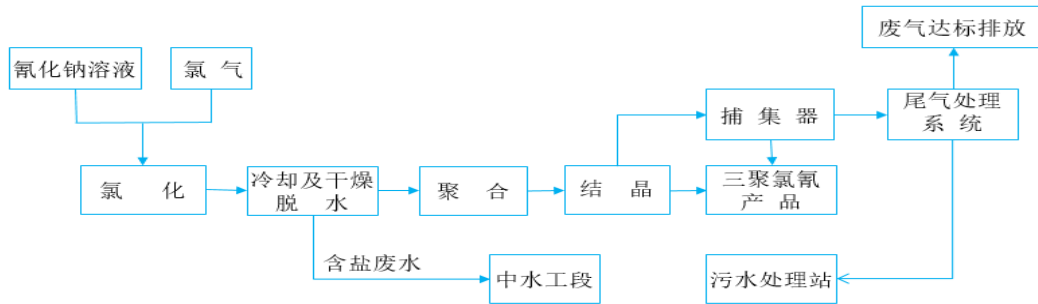 废气达标排放
氰化钠溶液
氯气
捕集器
尾气处理
系统
氯化
冷却及干燥
脱水
聚合
结晶
三聚氯氰
产品
含盐废水
中水工段
污水处理站